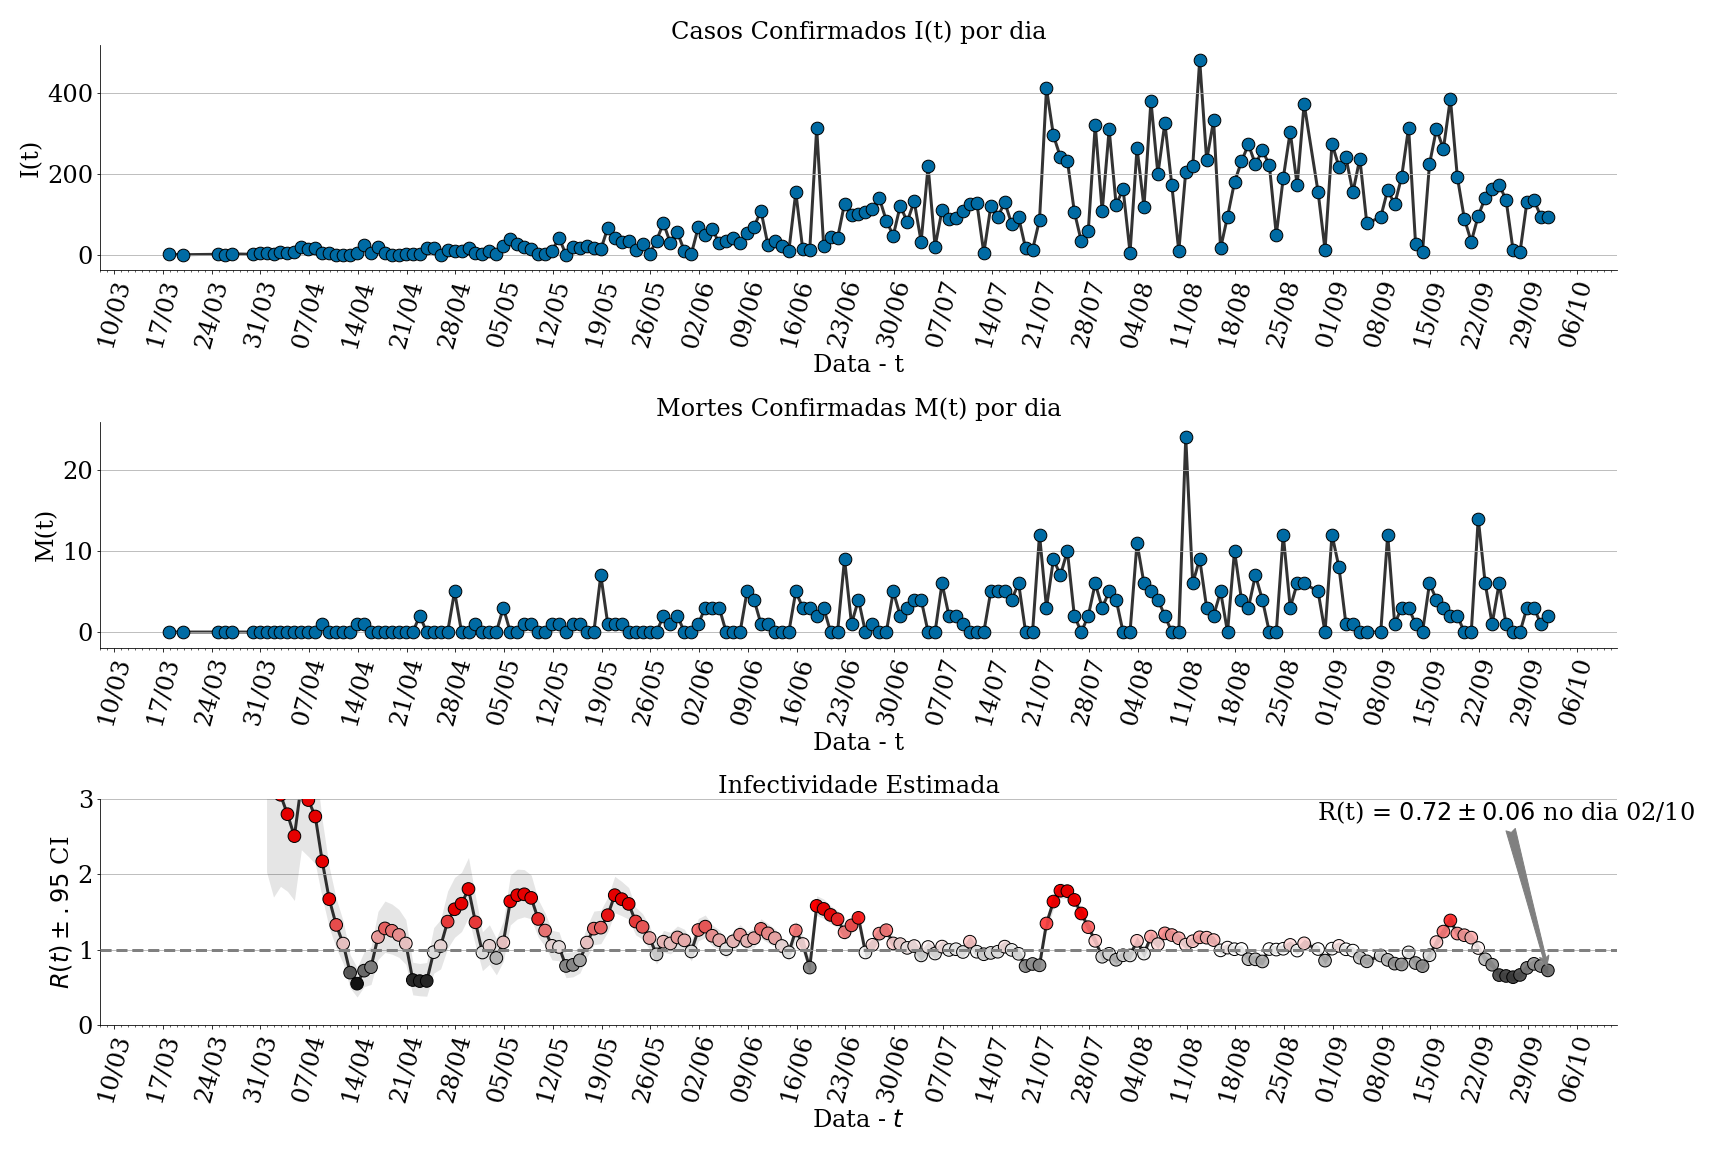 Casos Confirmados I(t) por dia
400
200
0
I(t)
10/03 17/03 24/03 31/03 07/04 14/04 21/04 28/04 05/05 12/05 19/05 26/05 02/06 09/06 16/06 23/06 30/06 07/07 14/07 21/07 28/07 04/08 11/08 18/08 25/08 01/09 08/09 15/09 22/09 29/09 06/10
Data - t
Mortes Confirmadas M(t) por dia
20
10
0
M(t)
10/03 17/03 24/03 31/03 07/04 14/04 21/04 28/04 05/05 12/05 19/05 26/05 02/06 09/06 16/06 23/06 30/06 07/07 14/07 21/07 28/07 04/08 11/08 18/08 25/08 01/09 08/09 15/09 22/09 29/09 06/10
Data - t
Infectividade Estimada
R(t) = 0.72 ± 0.06 no dia 02/10
3
2
1
0
R(t) ± .95 CI
10/03 17/03 24/03 31/03 07/04 14/04 21/04 28/04 05/05 12/05 19/05 26/05 02/06 09/06 16/06 23/06 30/06 07/07 14/07 21/07 28/07 04/08 11/08 18/08 25/08 01/09 08/09 15/09 22/09 29/09 06/10
Data - t